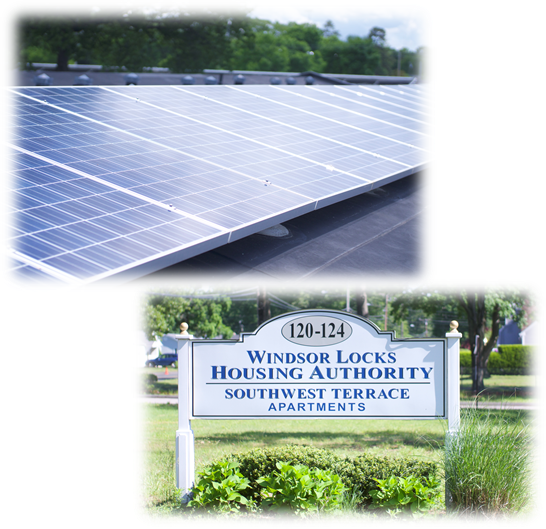 120-124
WINDSOR LOCKS
HOUSING AUTHORITY
SOUTHWEST TERRACE
APARTMENTS